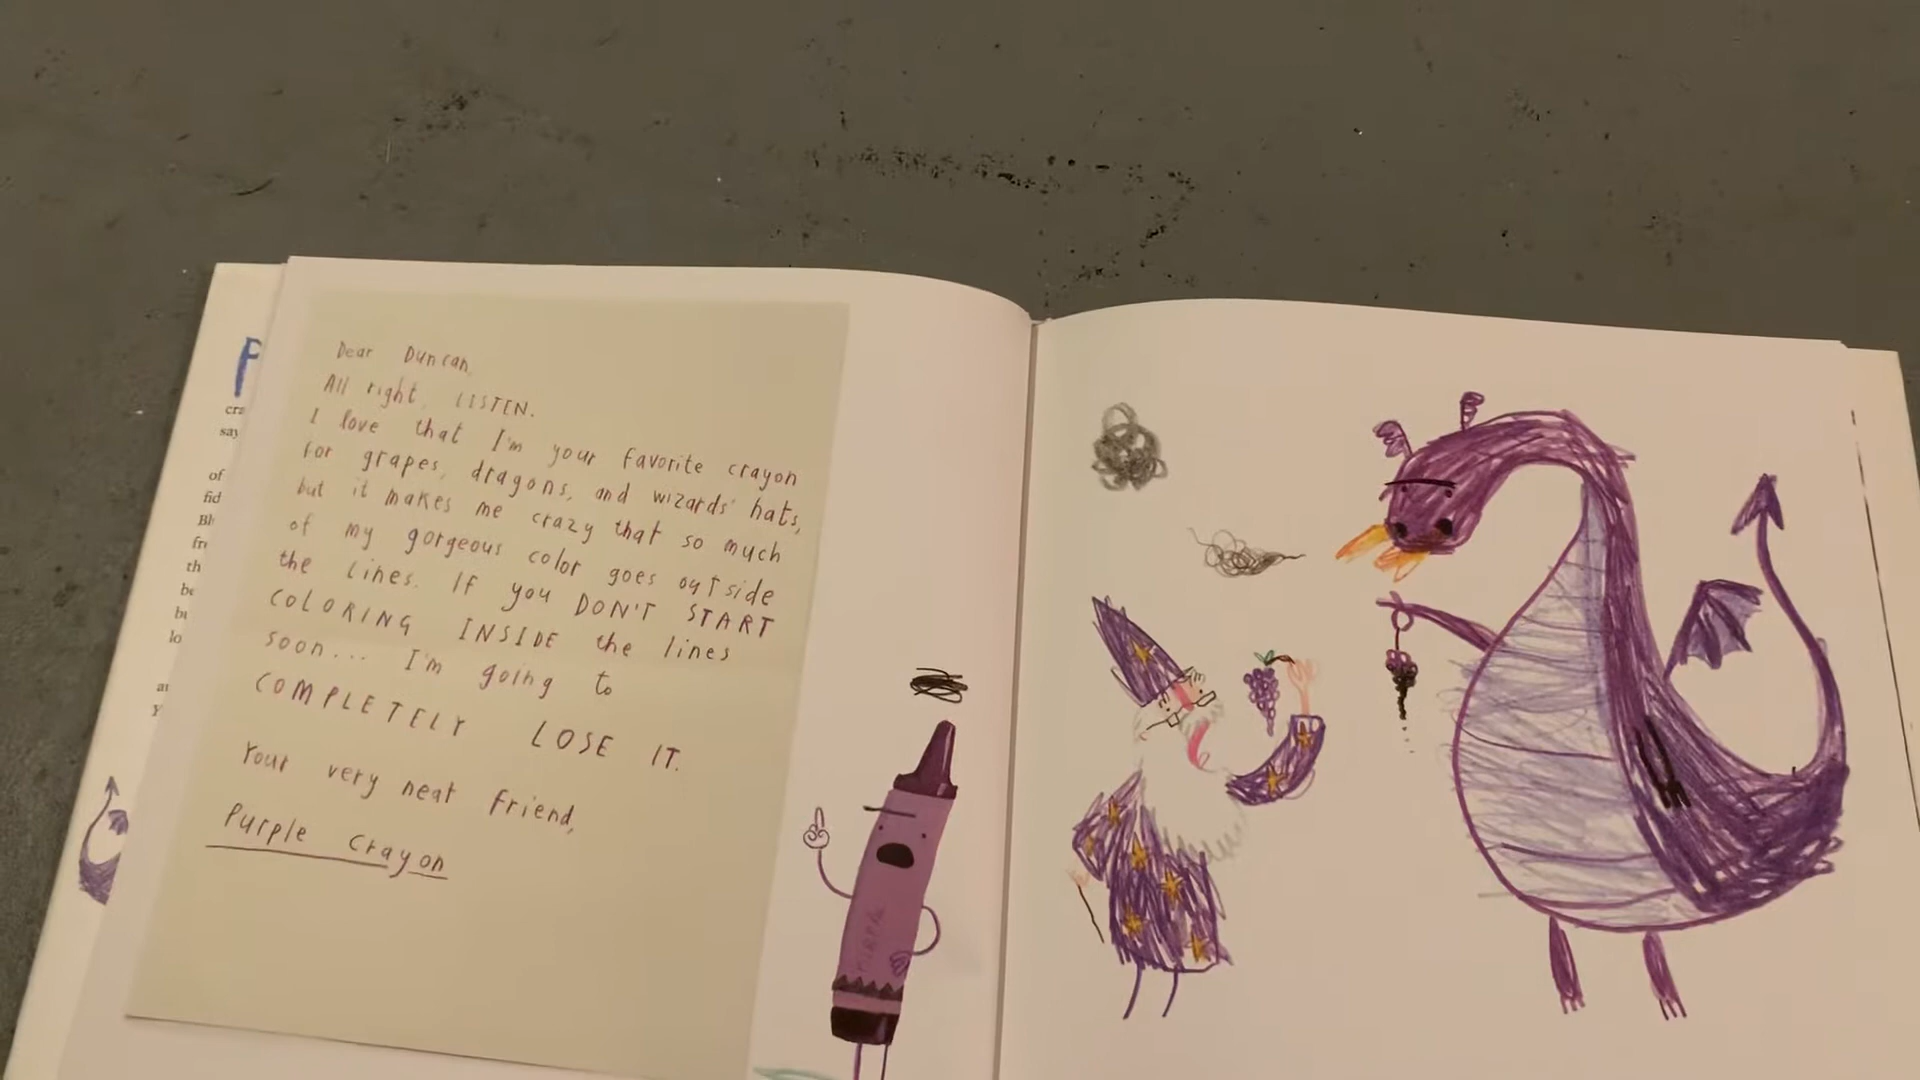 Dear Duncan,
All right, LISTEN.
I love that I'm your favorite crayon
for grapes, dragons, and wizards' hats,
but it makes me crazy that so much
of my gorgeous color goes outside
the lines. If you DON'T START
COLORING INSIDE the lines
soon... I'm going to
COMPLETELY LOSE IT.
Your very neat friend,
Purple Crayon